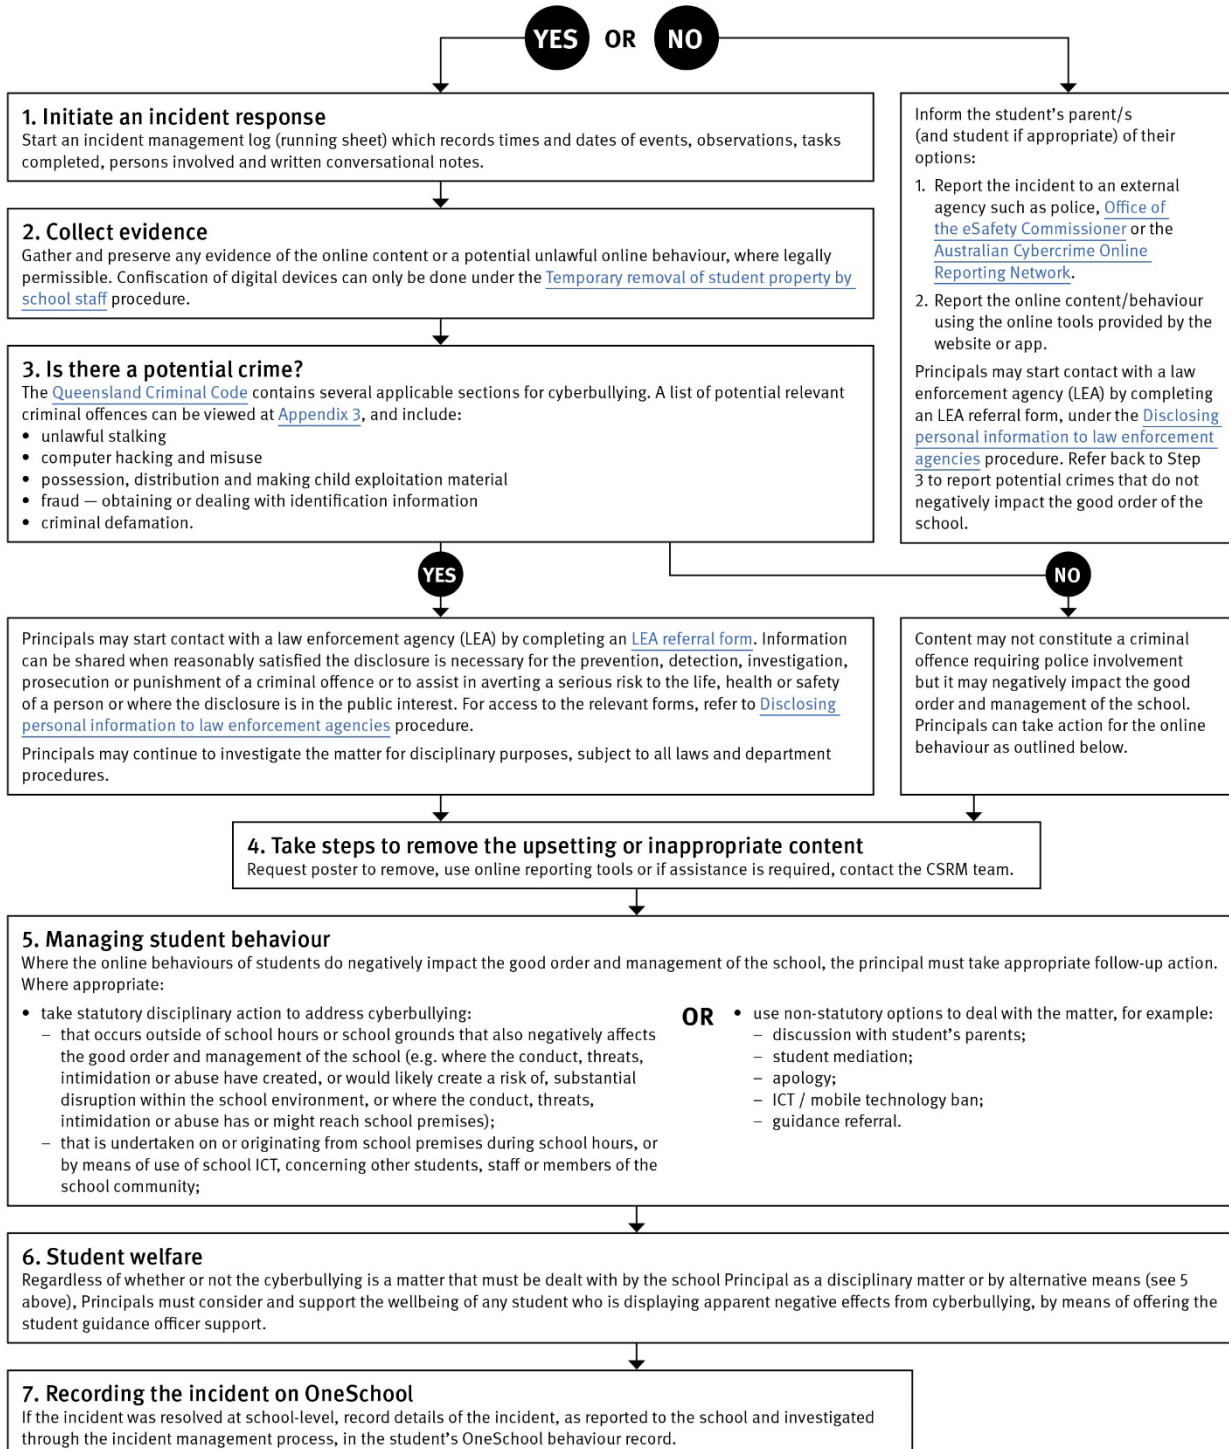 YES OR NO
1. Initiate an incident response
Start an incident management log (running sheet) which records times and dates of events, observations, tasks
completed, persons involved and written conversational notes.
2. Collect evidence
Gather and preserve any evidence of the online content or a potential unlawful online behaviour, where legally
permissible. Confiscation of digital devices can only be done under the Temporary removal of student property by
school staff procedure.
3. Is there a potential crime?
The Queensland Criminal Code contains several applicable sections for cyberbullying. A list of potential relevant
criminal offences can be viewed at Appendix 3, and include:
• unlawful stalking
• computer hacking and misuse
• possession, distribution and making child exploitation material
• fraud — obtaining or dealing with identification information
• criminal defamation.
Inform the student's parent/s
(and student if appropriate) of their
options:
1. Report the incident to an external
agency such as police, Office of
the eSafety Commissioner or the
Australian Cybercrime Online
Reporting Network.
2. Report the online content/behaviour
using the online tools provided by the
website or app.
Principals may start contact with a law
enforcement agency (LEA) by completing
an LEA referral form, under the Disclosing
personal information to law enforcement
agencies procedure. Refer back to Step
3 to report potential crimes that do not
negatively impact the good order of the
school.
YES
NO
Principals may start contact with a law enforcement agency (LEA) by completing an LEA referral form. Information
can be shared when reasonably satisfied the disclosure is necessary for the prevention, detection, investigation,
prosecution or punishment of a criminal offence or to assist in averting a serious risk to the life, health or safety
of a person or where the disclosure is in the public interest. For access to the relevant forms, refer to Disclosing
personal information to law enforcement agencies procedure.
Principals may continue to investigate the matter for disciplinary purposes, subject to all laws and department
procedures.
Content may not constitute a criminal
offence requiring police involvement
but it may negatively impact the good
order and management of the school.
Principals can take action for the online
behaviour as outlined below.
4. Take steps to remove the upsetting or inappropriate content
Request poster to remove, use online reporting tools or if assistance is required, contact the CSRM team.
5. Managing student behaviour
Where the online behaviours of students do negatively impact the good order and management of the school, the principal must take appropriate follow-up action.
Where appropriate:
• take statutory disciplinary action to address cyberbullying:
– that occurs outside of school hours or school grounds that also negatively affects
the good order and management of the school (e.g. where the conduct, threats,
intimidation or abuse have created, or would likely create a risk of, substantial
disruption within the school environment, or where the conduct, threats,
intimidation or abuse has or might reach school premises);
– that is undertaken on or originating from school premises during school hours, or
by means of use of school ICT, concerning other students, staff or members of the
school community;
OR
• use non-statutory options to deal with the matter, for example:
– discussion with student's parents;
– student mediation;
– apology;
– ICT / mobile technology ban;
– guidance referral.
6. Student welfare
Regardless of whether or not the cyberbullying is a matter that must be dealt with by the school Principal as a disciplinary matter or by alternative means (see 5
above), Principals must consider and support the wellbeing of any student who is displaying apparent negative effects from cyberbullying, by means of offering the
student guidance officer support.
7. Recording the incident on OneSchool
If the incident was resolved at school-level, record details of the incident, as reported to the school and investigated
through the incident management process, in the student's OneSchool behaviour record.